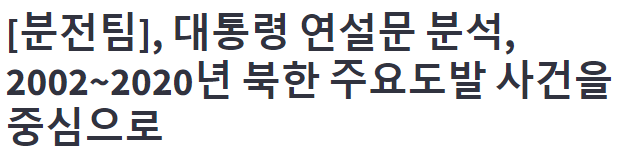 [분전팀], 대통령 연설문 분석,
2002~2020년 북한 주요도발 사건을
중심으로